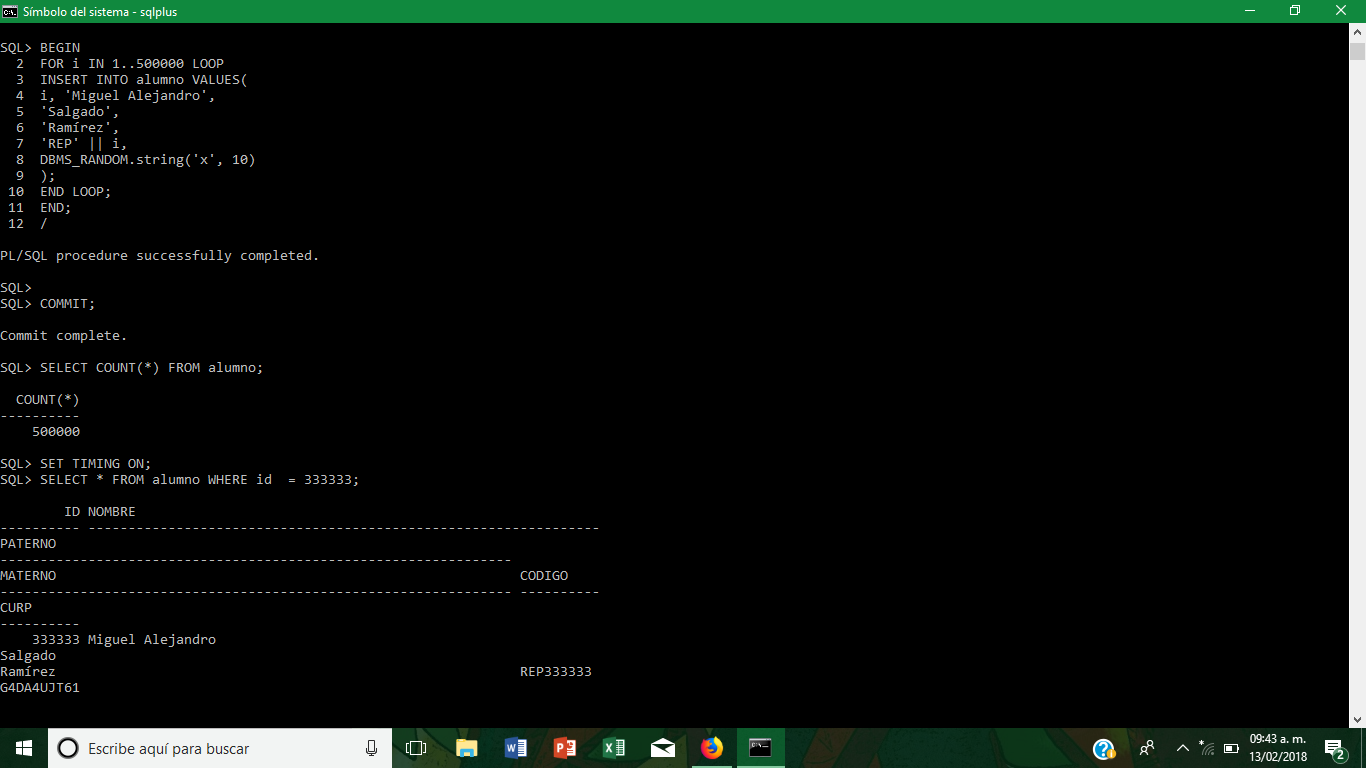 Símbolo del sistema - sqlplus
SQL> BEGIN
2 FOR i IN 1..500000 LOOP
3 INSERT INTO alumno VALUES(
4 i, 'Miguel Alejandro',
5 'Salgado',
6 'Ramírez',
7 'REP' || i,
8 DBMS_RANDOM.string('x', 10)
9 );
10 END LOOP;
11 END;
12 /
PL/SQL procedure successfully completed.
SQL>
SQL> COMMIT;
Commit complete.
SQL> SELECT COUNT(*) FROM alumno;
COUNT(*)
----------
500000
SQL> SET TIMING ON;
SQL> SELECT * FROM alumno WHERE id  = 333333;
ID NOMBRE
---------- ----------------------------------------------------------------
PATERNO
----------------------------------------------------------------
MATERNO CODIGO
---------------------------------------------------------------- ----------
CURP
----------
333333 Miguel Alejandro
Salgado
Ramírez REP333333
G4DA4UJT61
Escribe aquí para buscar
09:43 a. m.
13/02/2018
2